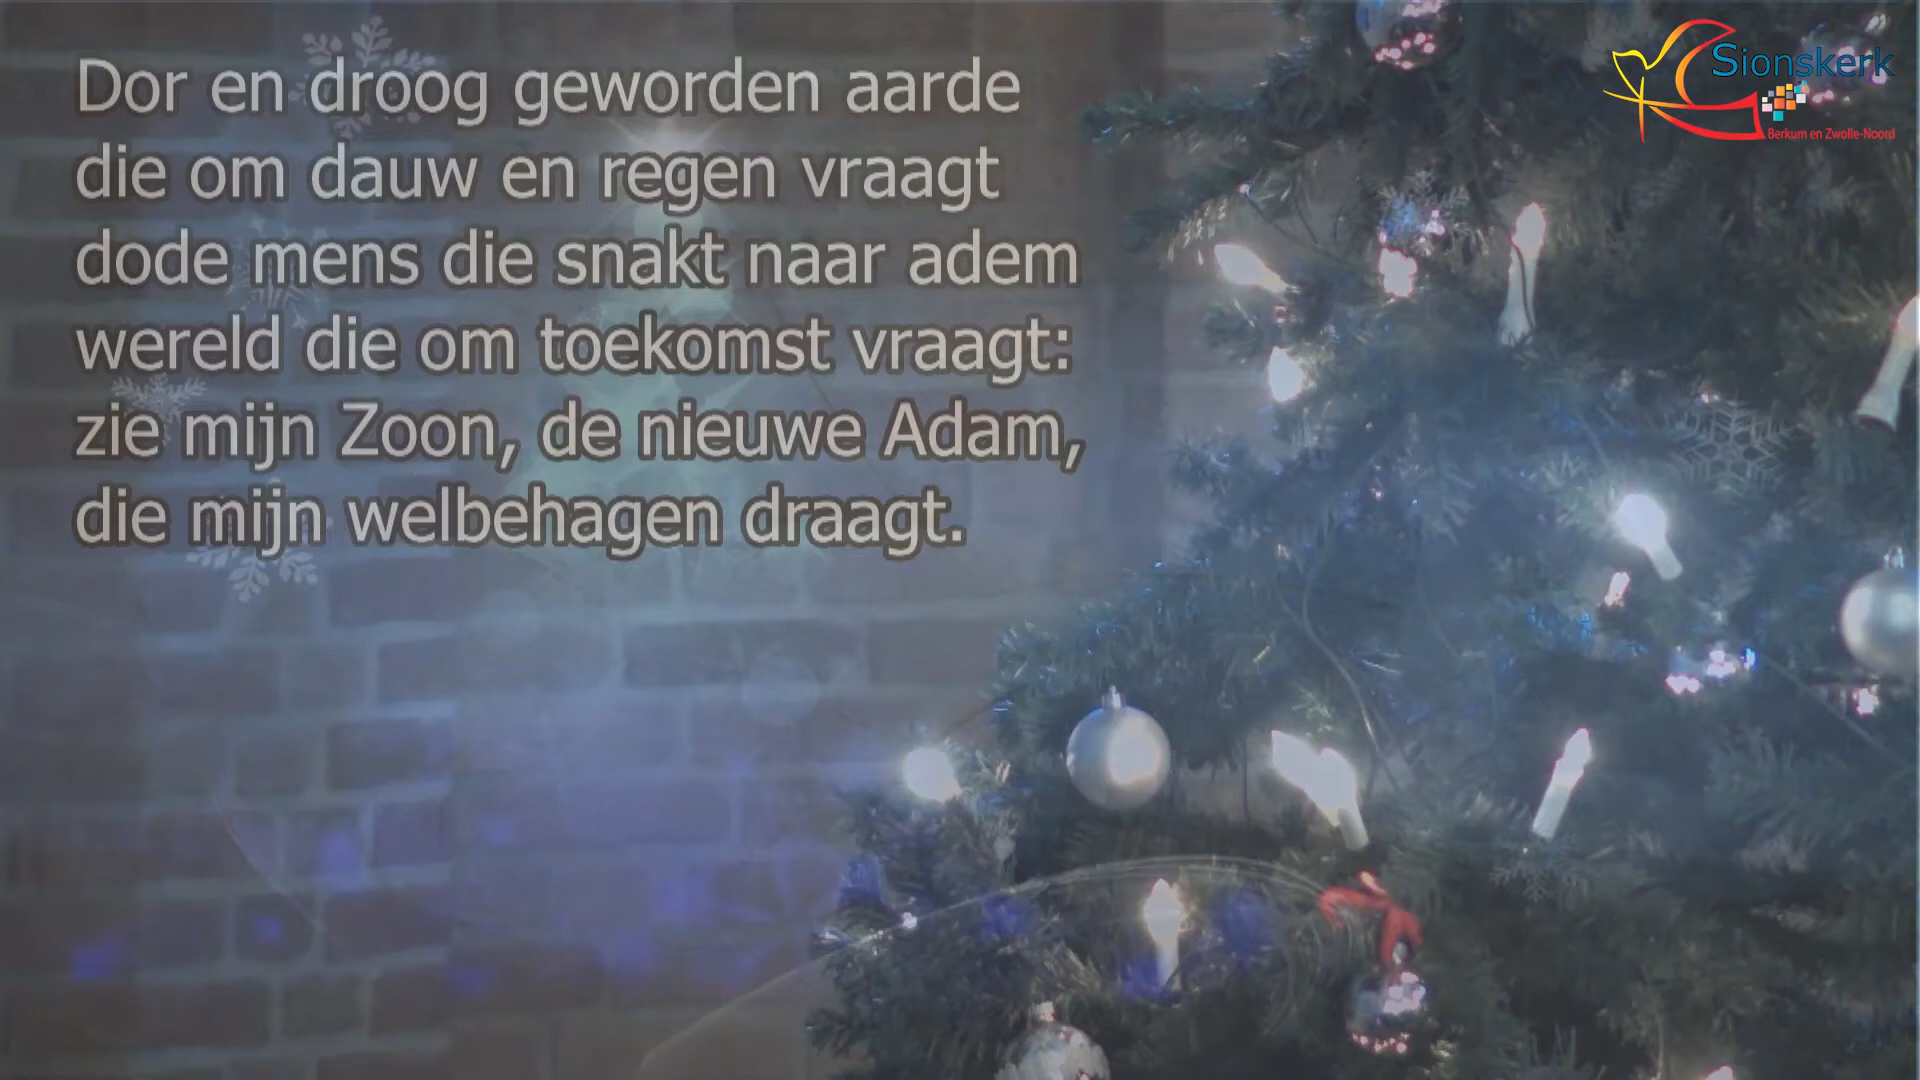 Dor en droog geworden aarde
die om dauw en regen vraagt
dode mens die snakt naar adem
wereld die om toekomst vraagt:
zie mijn Zoon, de nieuwe Adam,
die mijn welbehagen draagt.
Sionskerk
Berkum en Zwolle-Noord